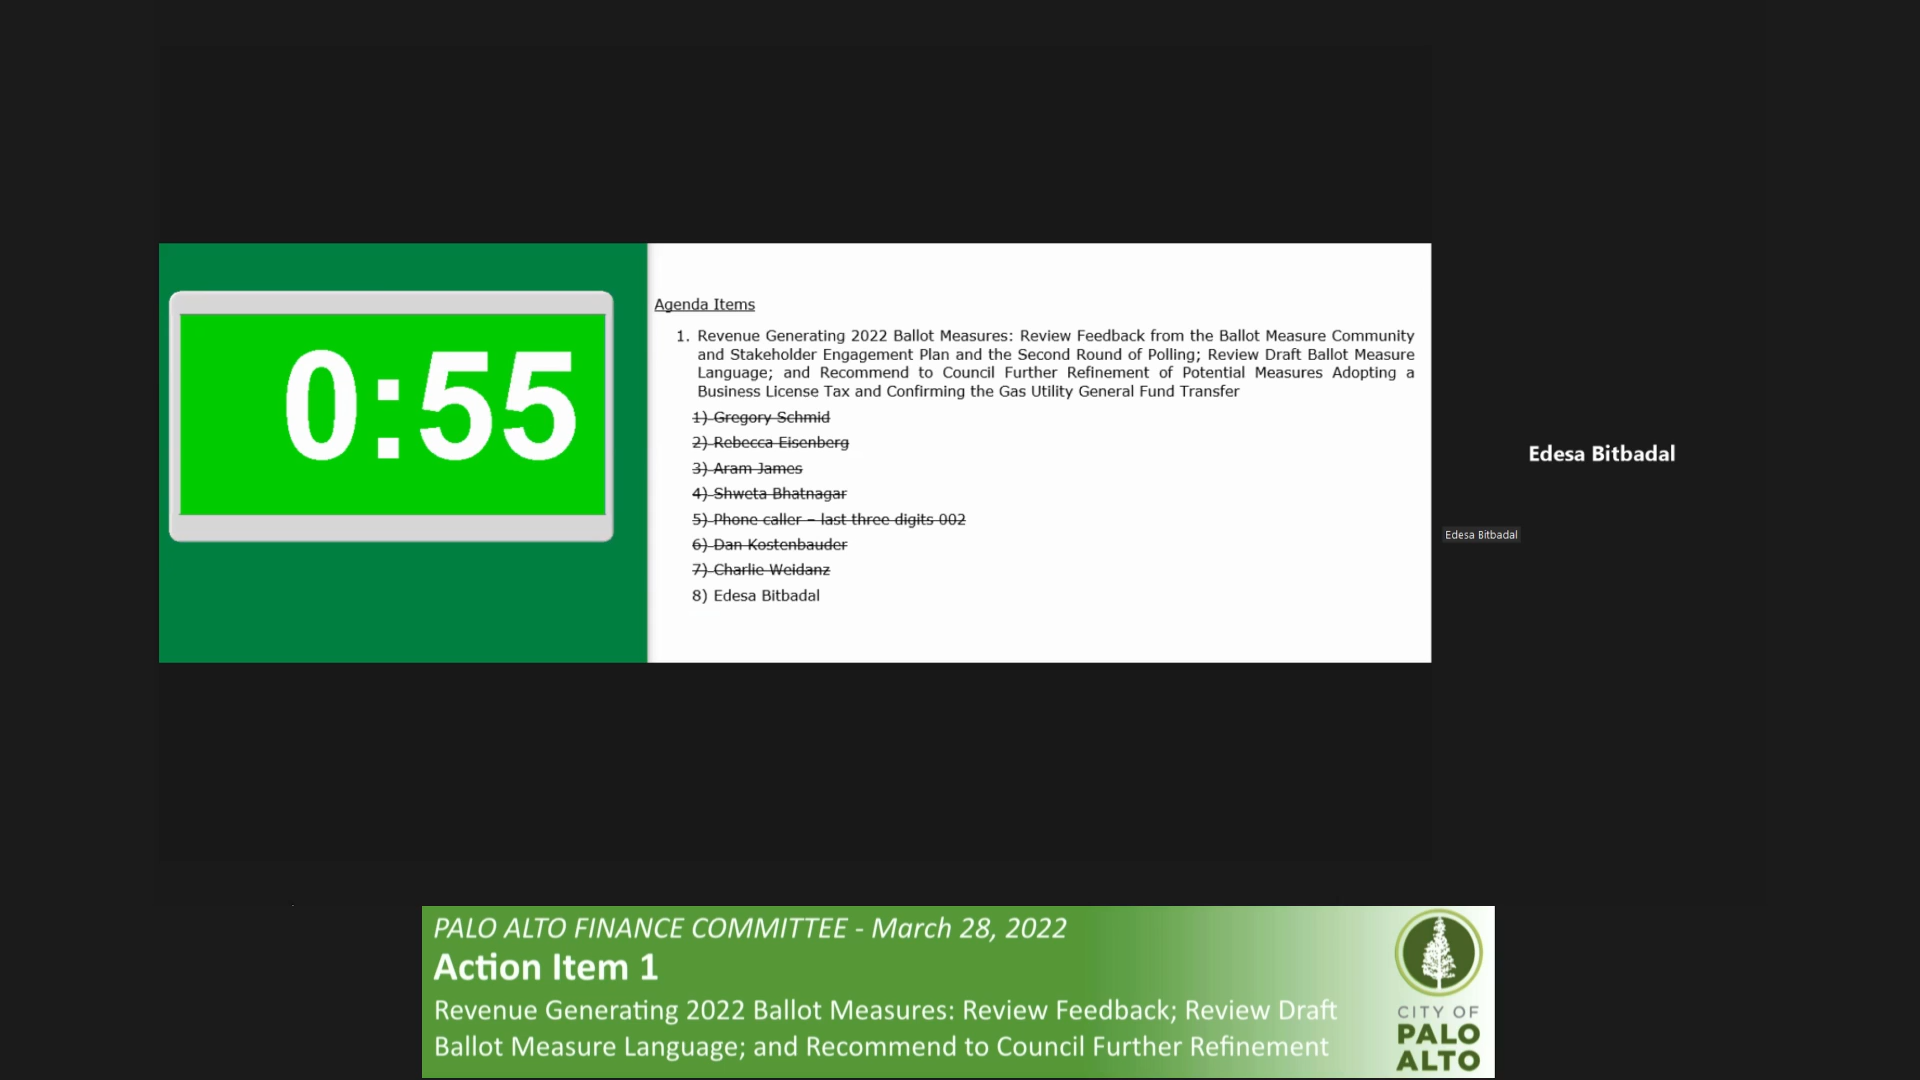 0:55
Agenda Items
1. Revenue Generating 2022 Ballot Measures: Review Feedback from the Ballot Measure Community
and Stakeholder Engagement Plan and the Second Round of Polling; Review Draft Ballot Measure
Language; and Recommend to Council Further Refinement of Potential Measures Adopting a
Business License Tax and Confirming the Gas Utility General Fund Transfer
1) Gregory Schmid
2) Rebecca Eisenberg
3) Aram James
4) Shweta Bhatnagar
5) Phone caller – last three digits 002
6) Dan Kostenbauder
7) Charlie Weidanz
8) Edesa Bitbadal
Edesa Bitbadal
Edesa Bitbadal
PALO ALTO FINANCE COMMITTEE - March 28, 2022
Action Item 1
Revenue Generating 2022 Ballot Measures: Review Feedback; Review Draft
Ballot Measure Language; and Recommend to Council Further Refinement
CITY OF
PALO
ALTO